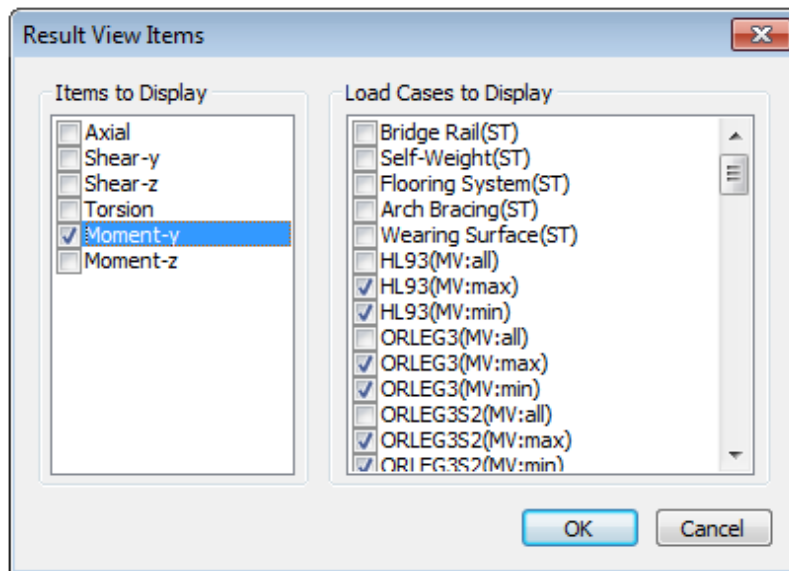 Result View Items
Items to Display
Axial
Shear-y
Shear-z
Torsion
Moment-y
Moment-z
Load Cases to Display
Bridge Rail(ST)
Self-Weight(ST)
Flooring System(ST)
Arch Bracing(ST)
Wearing Surface(ST)
HL93(MV:all)
HL93(MV:max)
HL93(MV:min)
ORLEG3(MV:all)
ORLEG3(MV:max)
ORLEG3(MV:min)
ORLEG3S2(MV:all)
ORLEG3S2(MV:max)
ORLEG3S2(MV:min)
OK
Cancel